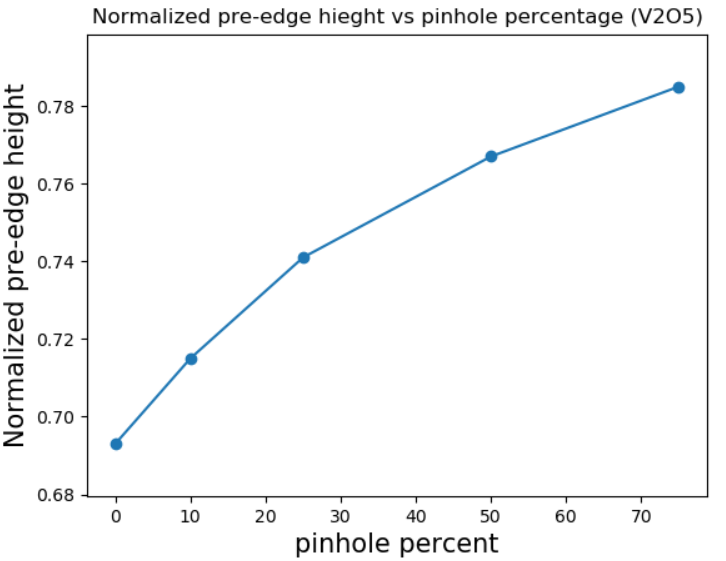 Normalized pre-edge hieght vs pinhole percentage (V2O5)
Normalized pre-edge height
0.78
0.76
0.74
0.72
0.70
0.68
0 10 20 30 40 50 60 70
pinhole percent